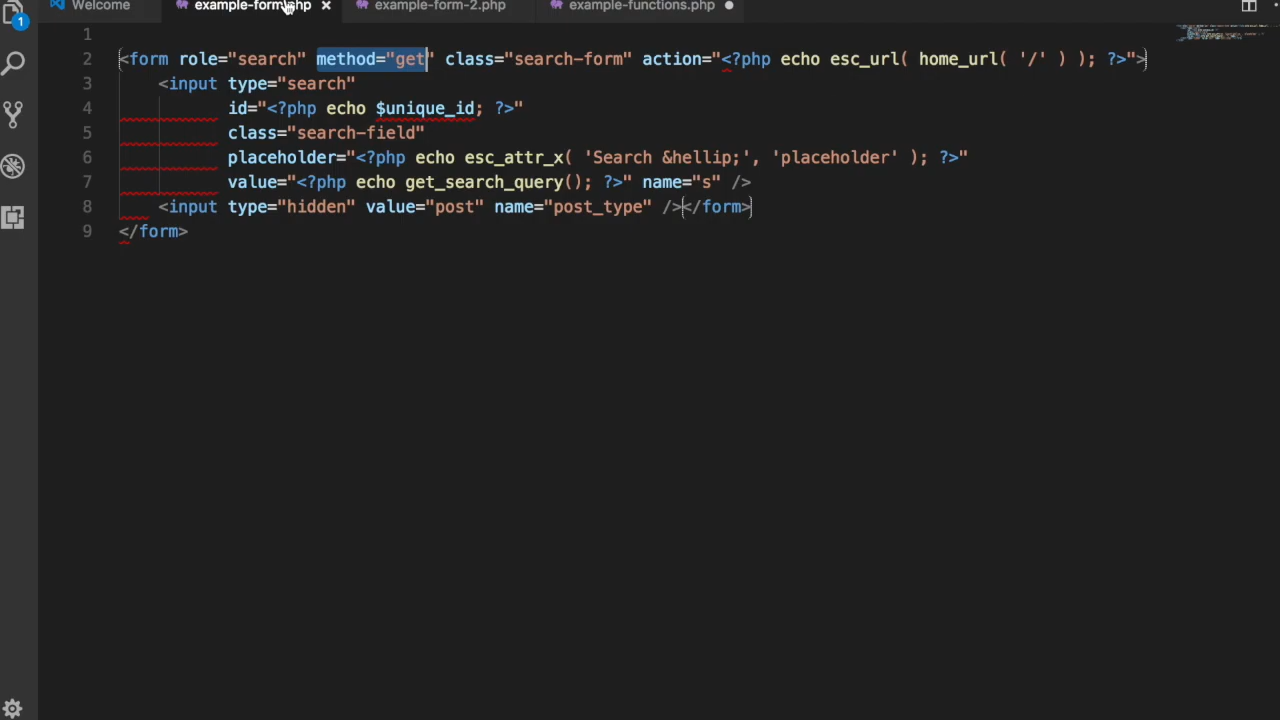 Welcome example-form.php × example-form-2.php example-functions.php
1
1
2 <form role="search" method="get" class="search-form" action="<?php echo esc_url( home_url( '/' ) ); ?>">
3 <input type="search"
4 id="<?php echo $unique_id; ?>"
5 class="search-field"
6 placeholder="<?php echo esc_attr_x( 'Search &hellip;', 'placeholder' ); ?>"
7 value="<?php echo get_search_query(); ?>" name="s" />
8 <input type="hidden" value="post" name="post_type" /></form>
9 </form>